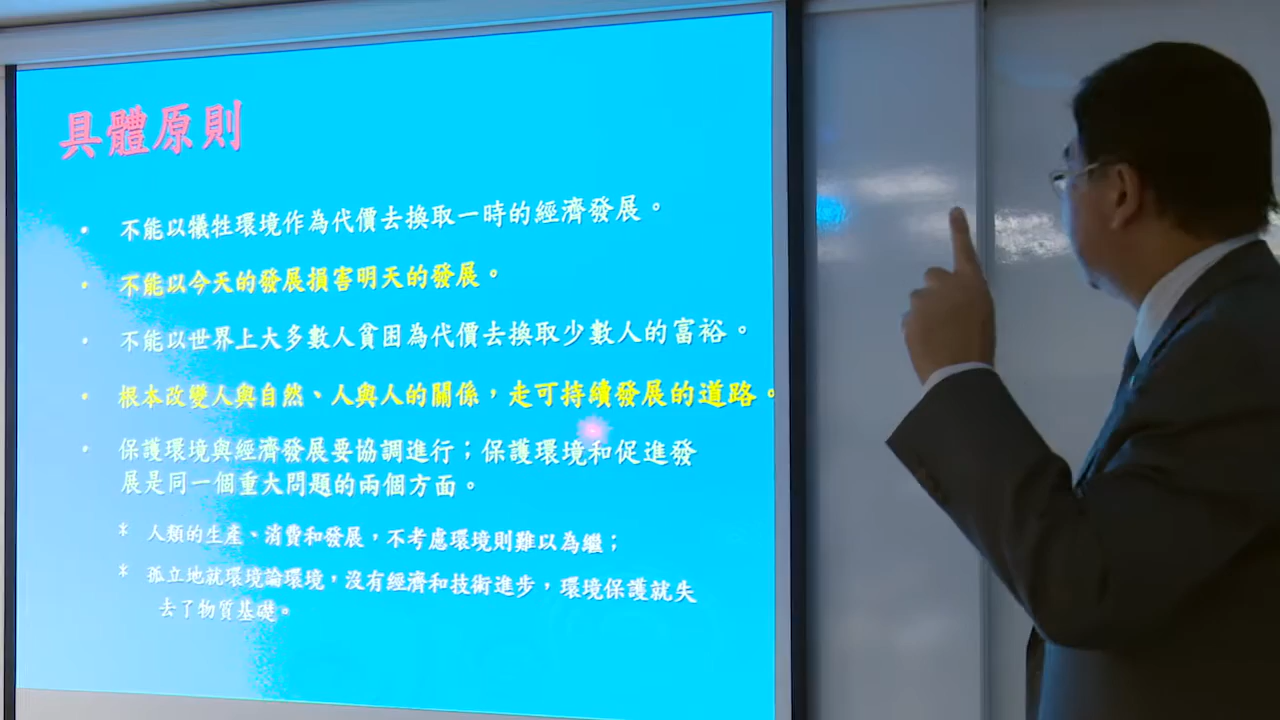 具體原則
• 不能以犧牲環境作為代價去換取一時的經濟發展。
• 不能以今天的發展損害明天的發展。
• 不能以世界上大多數人貧困為代價去換取少數人的富裕。
• 根本改變人與自然、人與人的關係，走可持續發展的道路。
• 保護環境與經濟發展要協調進行；保護環境和促進發
展是同一個重大問題的兩個方面。
* 人類的生產、消費和發展，不考慮環境則難以為繼；
* 孤立地就環境論環境，沒有經濟和技術進步，環境保護就失
去了物質基礎。